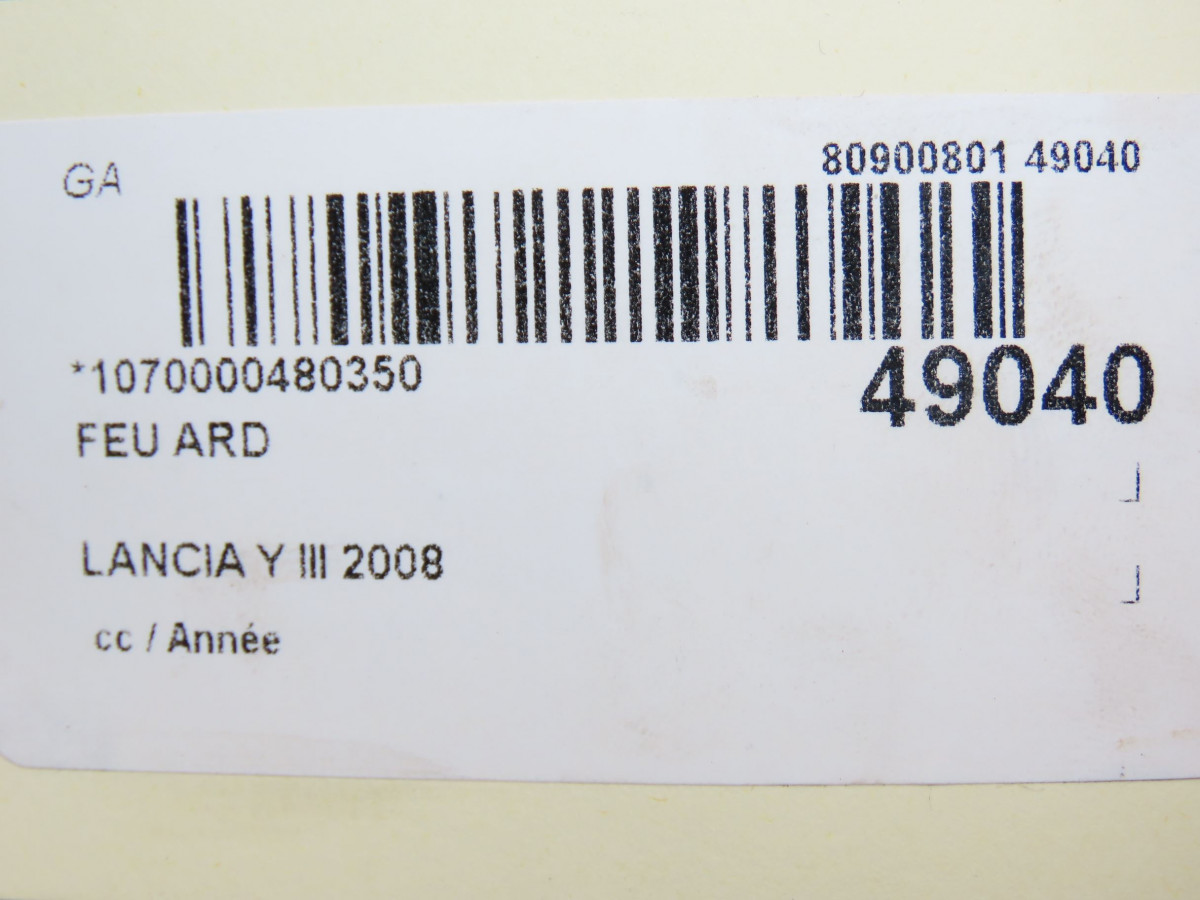 GA
80900801 49040
*1070000480350
49040
FEU ARD
LANCIA Y III 2008
cc / Année